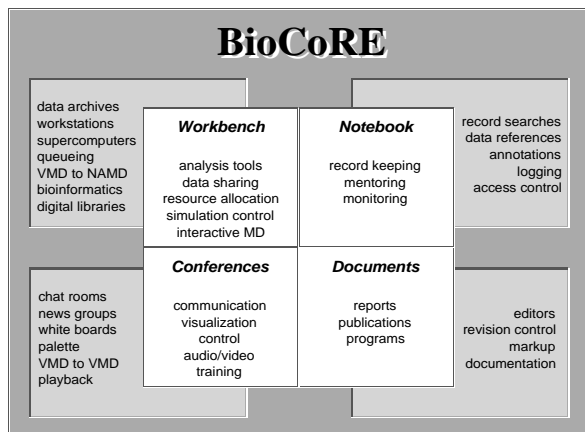 BioCoRE
data archives
workstations
supercomputers
queueing
VMD to NAMD
bioinformatics
digital libraries
Workbench
analysis tools
data sharing
resource allocation
simulation control
interactive MD
Notebook
record keeping
mentoring
monitoring
record searches
data references
annotations
logging
access control
chat rooms
news groups
white boards
palette
VMD to VMD
playback
Conferences
communication
visualization
control
audio/video
training
Documents
reports
publications
programs
editors
revision control
markup
documentation